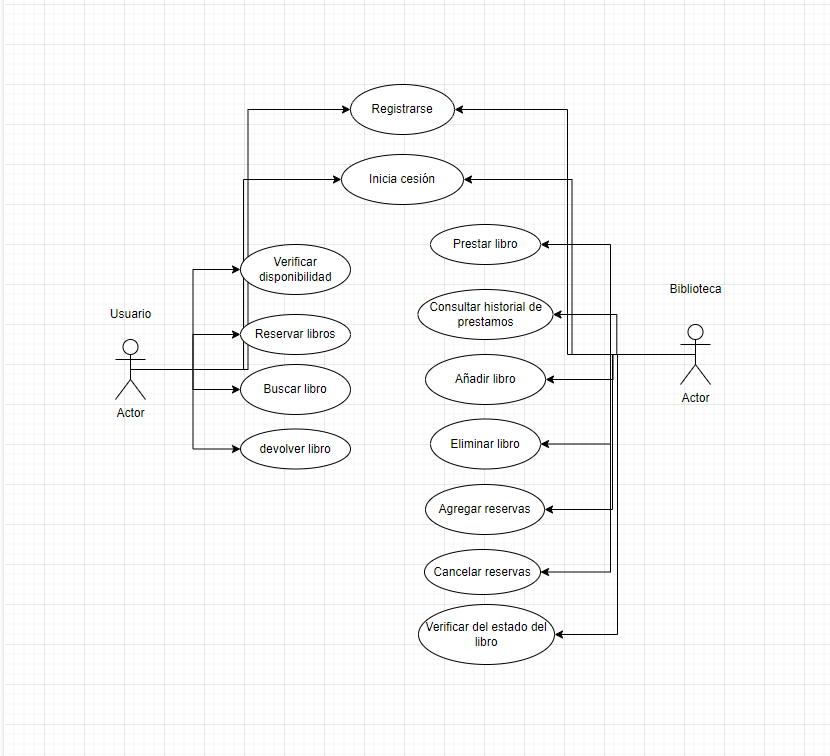 Registrarse
Inicia cesión
Prestar libro
Verificar
disponibilidad
Biblioteca
Consultar historial de
prestamos
Usuario
Reservar libros
Añadir libro
Buscar libro
Actor
Actor
Eliminar libro
devolver libro
Agregar reservas
Cancelar reservas
Verificar del estado del
libro